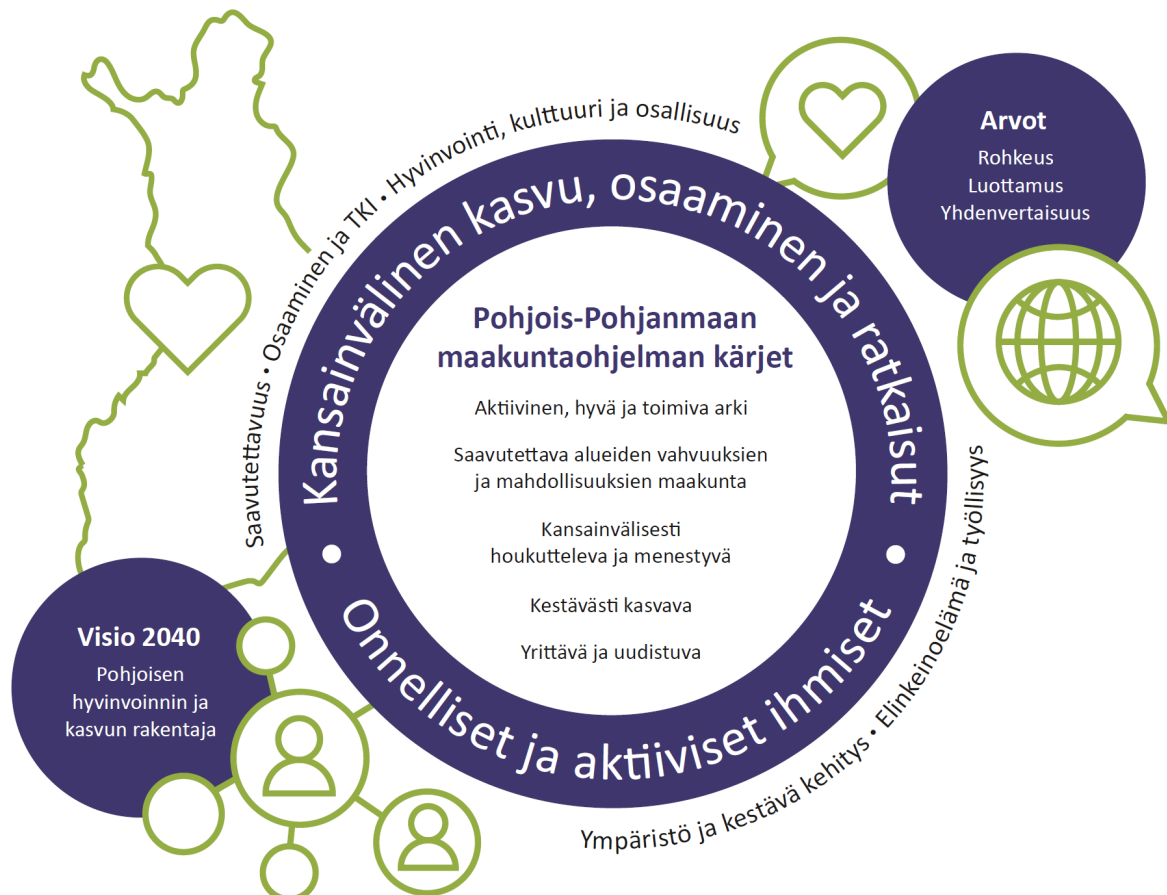 Saavutettavuus • Osaaminen ja TKI • Hyvinvointi, kulttuuri ja osallisuus
Kansainvälinen kasvu, osaaminen ja ratkaisut
Arvot
Rohkeus
Luottamus
Yhdenvertaisuus
Pohjois-Pohjanmaan
maakuntaohjelman kärjet
Aktiivinen, hyvä ja toimiva arki
Saavutettava alueiden vahvuuksien
ja mahdollisuuksien maakunta
Kansainvälisesti
houkutteleva ja menestyvä
Kestävästi kasvava
Yrittävä ja uudistuva
Visio 2040
Pohjoisen
hyvinvoinnin ja
kasvun rakentaja
• Onnelliset ja aktiiviset ihmiset •
Ympäristö ja kestävä kehitys • Elinkeinoelämä ja työllisyys